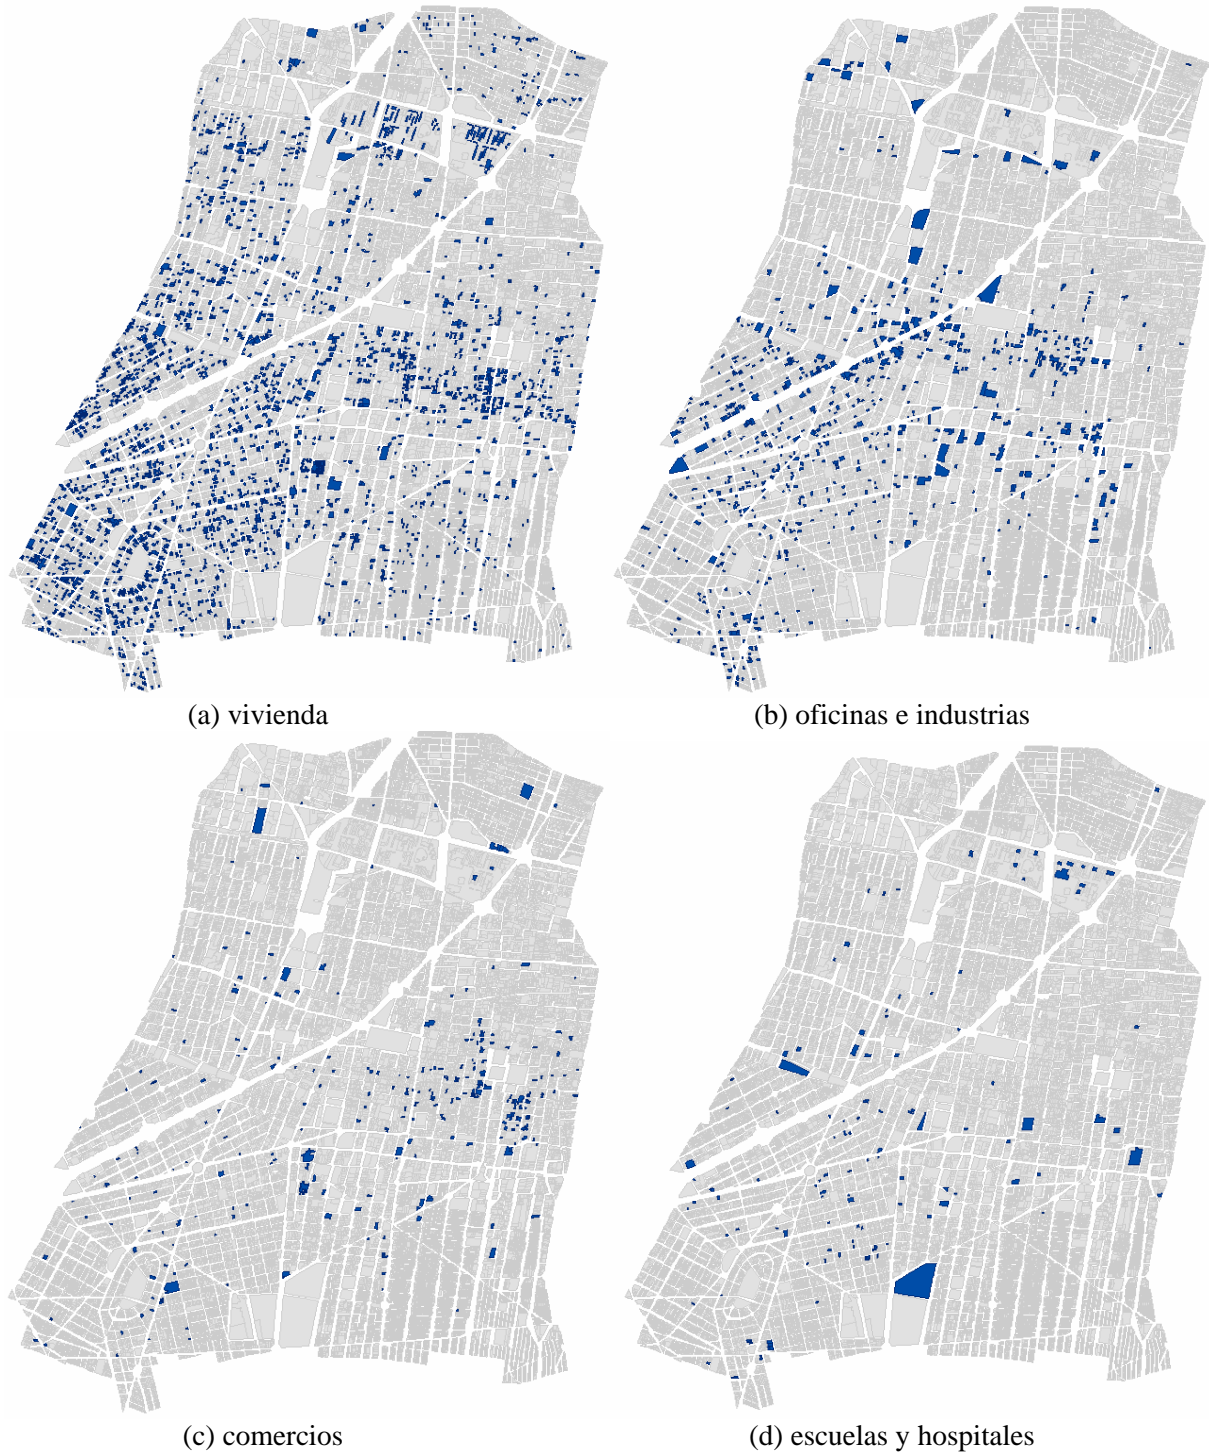 (a) vivienda
(b) oficinas e industrias
(c) comercios
(d) escuelas y hospitales